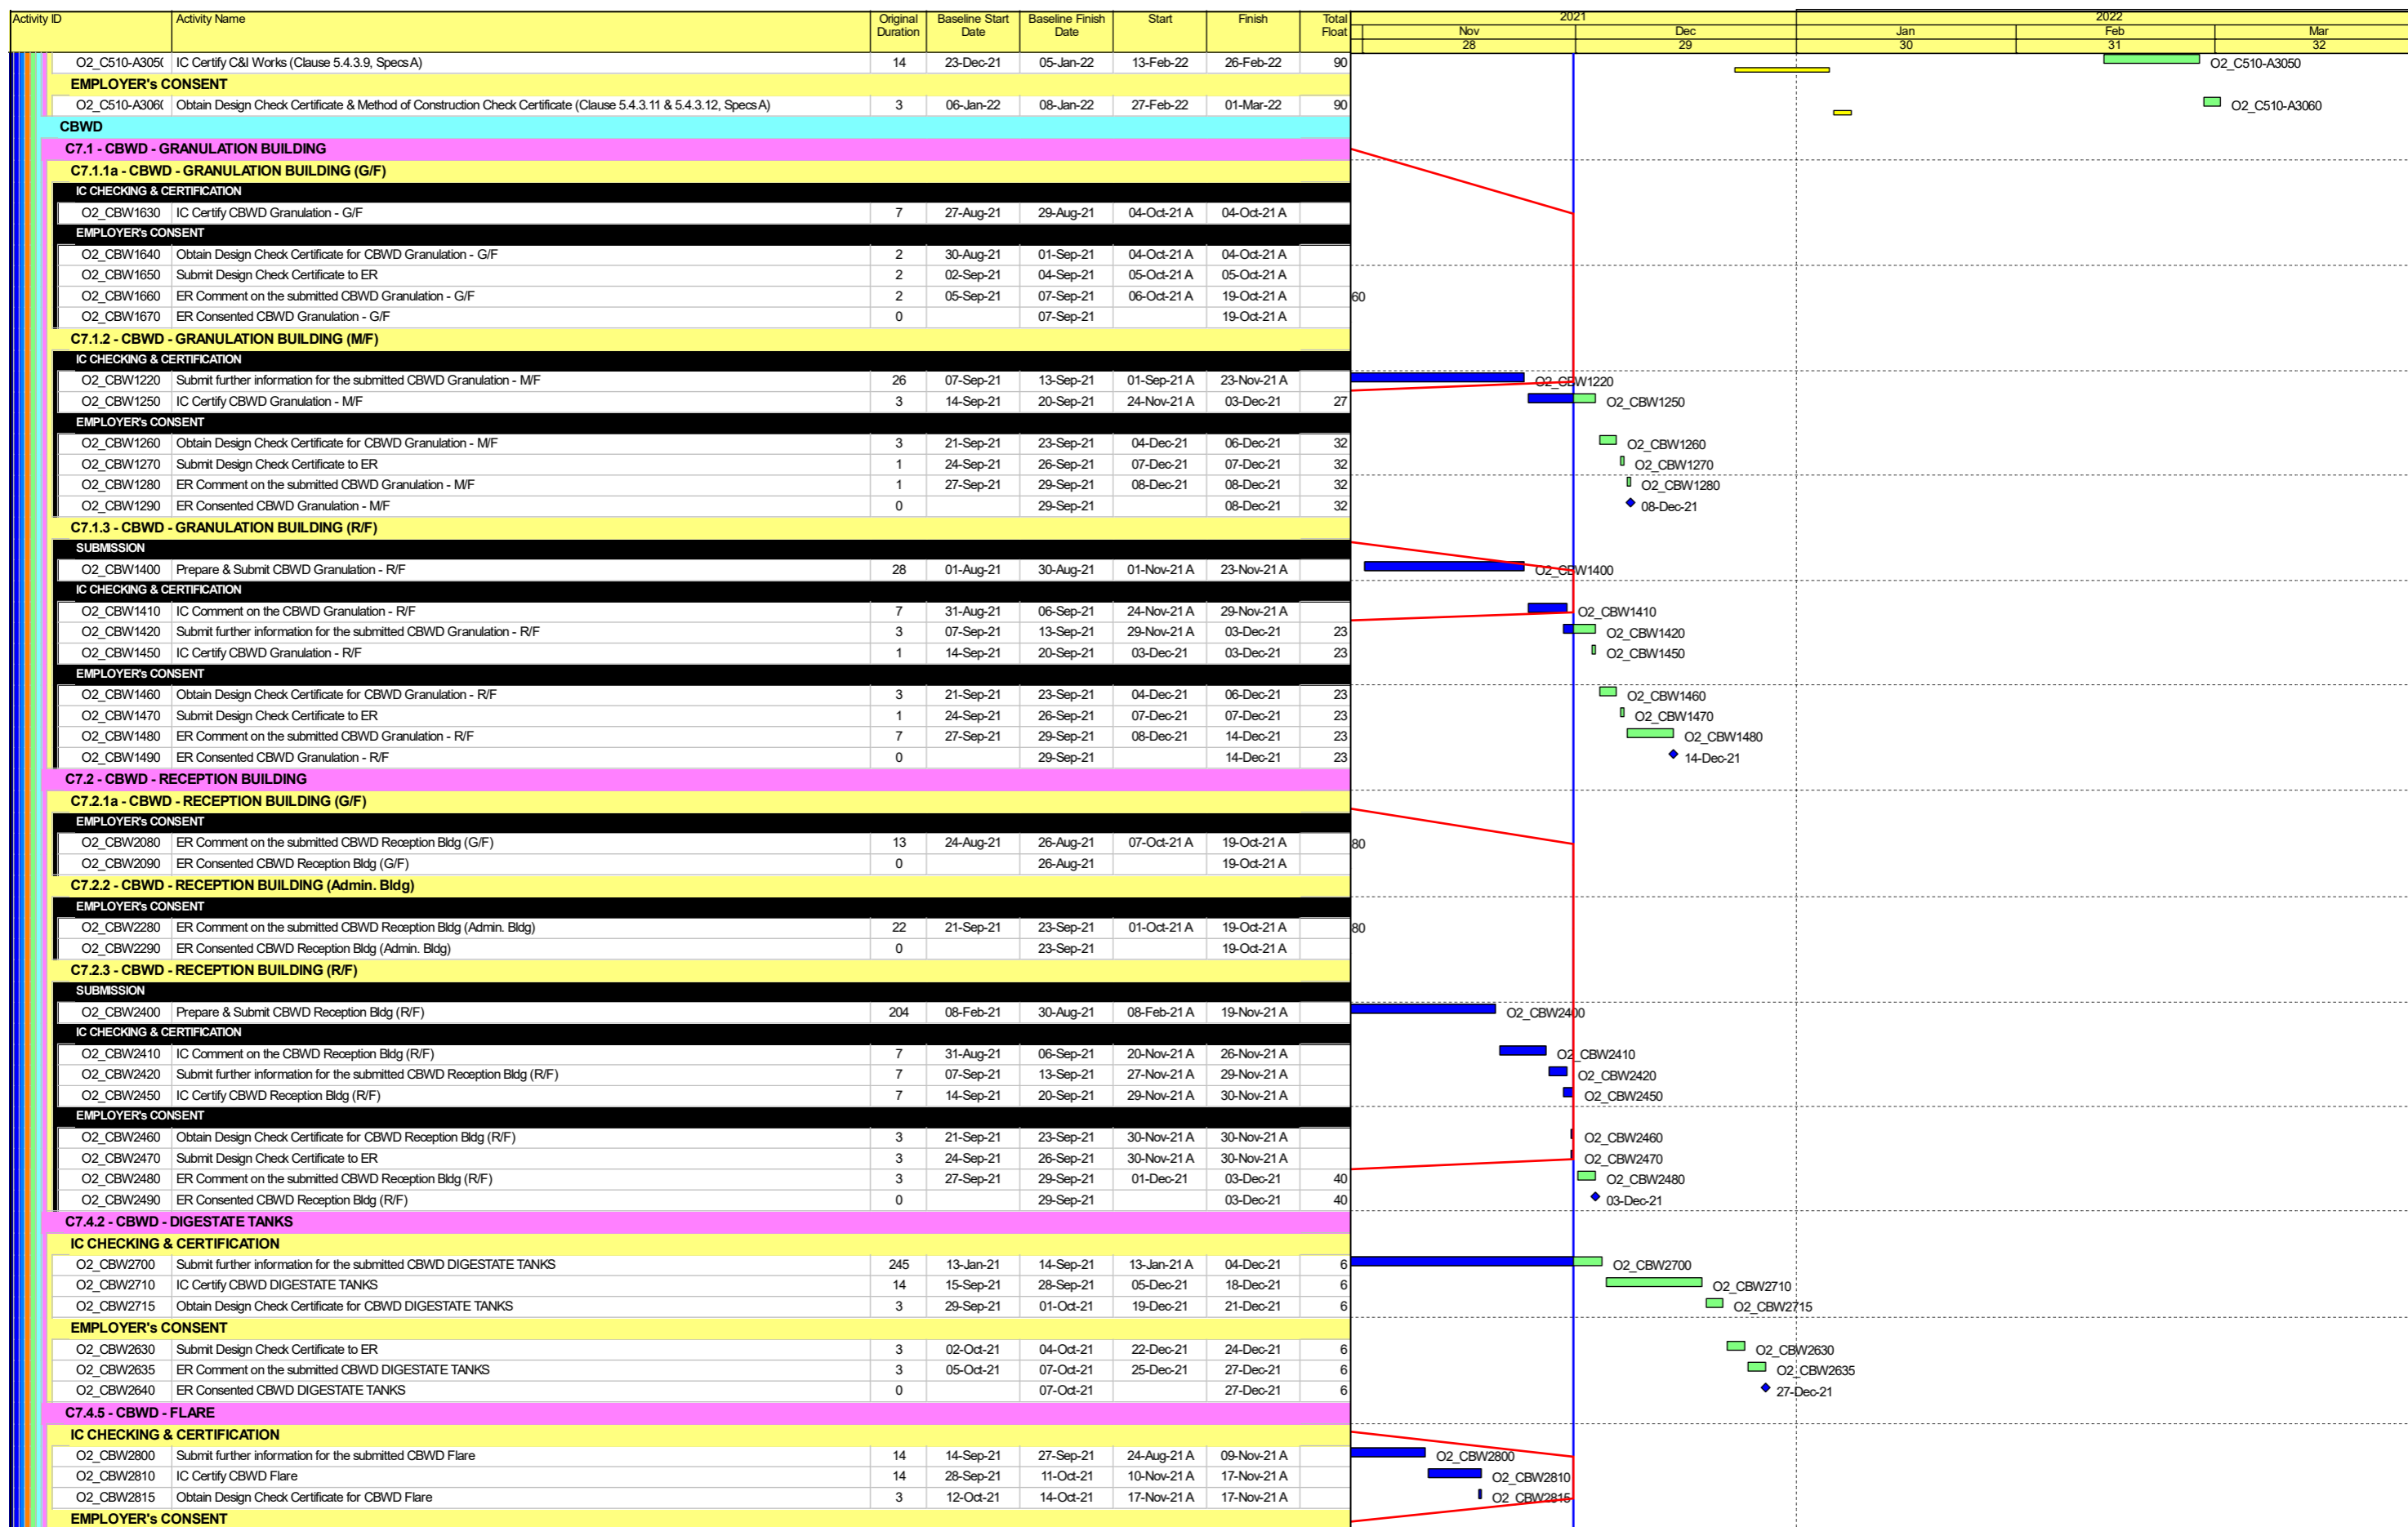 Activity ID Activity Name Original Duration Baseline Start Date Baseline Finish Date Start Finish Total Float 2021 2022
Nov Dec Jan Feb Mar
28 29 30 31 32
O2_C510-A305( IC Certify C&I Works (Clause 5.4.3.9, Specs A) 14 23-Dec-21 05-Jan-22 13-Feb-22 26-Feb-22 90 O2_C510-A3050
EMPLOYER's CONSENT
O2_C510-A306( Obtain Design Check Certificate & Method of Construction Check Certificate (Clause 5.4.3.11 & 5.4.3.12, Specs A) 3 06-Jan-22 08-Jan-22 27-Feb-22 01-Mar-22 90 O2_C510-A3060
CBWD
C7.1 - CBWD - GRANULATION BUILDING
C7.1.1a - CBWD - GRANULATION BUILDING (G/F)
IC CHECKING & CERTIFICATION
O2_CBW1630 IC Certify CBWD Granulation - G/F 7 27-Aug-21 29-Aug-21 04-Oct-21 A 04-Oct-21 A
EMPLOYER's CONSENT
O2_CBW1640 Obtain Design Check Certificate for CBWD Granulation - G/F 2 30-Aug-21 01-Sep-21 04-Oct-21 A 04-Oct-21 A
O2_CBW1650 Submit Design Check Certificate to ER 2 02-Sep-21 04-Sep-21 05-Oct-21 A 05-Oct-21 A
O2_CBW1660 ER Comment on the submitted CBWD Granulation - G/F 2 05-Sep-21 07-Sep-21 06-Oct-21 A 19-Oct-21 A 60
O2_CBW1670 ER Consented CBWD Granulation - G/F 0 07-Sep-21 19-Oct-21 A
C7.1.2 - CBWD - GRANULATION BUILDING (M/F)
IC CHECKING & CERTIFICATION
O2_CBW1220 Submit further information for the submitted CBWD Granulation - M/F 26 07-Sep-21 13-Sep-21 01-Sep-21 A 23-Nov-21 A O2_CBW1220
O2_CBW1250 IC Certify CBWD Granulation - M/F 3 14-Sep-21 20-Sep-21 24-Nov-21 A 03-Dec-21 27 O2_CBW1250
EMPLOYER's CONSENT
O2_CBW1260 Obtain Design Check Certificate for CBWD Granulation - M/F 3 21-Sep-21 23-Sep-21 04-Dec-21 06-Dec-21 32 O2_CBW1260
O2_CBW1270 Submit Design Check Certificate to ER 1 24-Sep-21 26-Sep-21 07-Dec-21 07-Dec-21 32 O2_CBW1270
O2_CBW1280 ER Comment on the submitted CBWD Granulation - M/F 1 27-Sep-21 29-Sep-21 08-Dec-21 08-Dec-21 32 O2_CBW1280
O2_CBW1290 ER Consented CBWD Granulation - M/F 0 29-Sep-21 08-Dec-21 32 08-Dec-21
C7.1.3 - CBWD - GRANULATION BUILDING (R/F)
SUBMISSION
O2_CBW1400 Prepare & Submit CBWD Granulation - R/F 28 01-Aug-21 30-Aug-21 01-Nov-21 A 23-Nov-21 A O2_CBW1400
IC CHECKING & CERTIFICATION
O2_CBW1410 IC Comment on the CBWD Granulation - R/F 7 31-Aug-21 06-Sep-21 24-Nov-21 A 29-Nov-21 A O2_CBW1410
O2_CBW1420 Submit further information for the submitted CBWD Granulation - R/F 3 07-Sep-21 13-Sep-21 29-Nov-21 A 03-Dec-21 23 O2_CBW1420
O2_CBW1450 IC Certify CBWD Granulation - R/F 1 14-Sep-21 20-Sep-21 03-Dec-21 03-Dec-21 23 O2_CBW1450
EMPLOYER's CONSENT
O2_CBW1460 Obtain Design Check Certificate for CBWD Granulation - R/F 3 21-Sep-21 23-Sep-21 04-Dec-21 06-Dec-21 23 O2_CBW1460
O2_CBW1470 Submit Design Check Certificate to ER 1 24-Sep-21 26-Sep-21 07-Dec-21 07-Dec-21 23 O2_CBW1470
O2_CBW1480 ER Comment on the submitted CBWD Granulation - R/F 7 27-Sep-21 29-Sep-21 08-Dec-21 14-Dec-21 23 O2_CBW1480
O2_CBW1490 ER Consented CBWD Granulation - R/F 0 29-Sep-21 14-Dec-21 23 14-Dec-21
C7.2 - CBWD - RECEPTION BUILDING
C7.2.1a - CBWD - RECEPTION BUILDING (G/F)
EMPLOYER's CONSENT
O2_CBW2080 ER Comment on the submitted CBWD Reception Bldg (G/F) 13 24-Aug-21 26-Aug-21 07-Oct-21 A 19-Oct-21 A 80
O2_CBW2090 ER Consented CBWD Reception Bldg (G/F) 0 26-Aug-21 19-Oct-21 A
C7.2.2 - CBWD - RECEPTION BUILDING (Admin. Bldg)
EMPLOYER's CONSENT
O2_CBW2280 ER Comment on the submitted CBWD Reception Bldg (Admin. Bldg) 22 21-Sep-21 23-Sep-21 01-Oct-21 A 19-Oct-21 A 80
O2_CBW2290 ER Consented CBWD Reception Bldg (Admin. Bldg) 0 23-Sep-21 19-Oct-21 A
C7.2.3 - CBWD - RECEPTION BUILDING (R/F)
SUBMISSION
O2_CBW2400 Prepare & Submit CBWD Reception Bldg (R/F) 204 08-Feb-21 30-Aug-21 08-Feb-21 A 19-Nov-21 A O2_CBW2400
IC CHECKING & CERTIFICATION
O2_CBW2410 IC Comment on the CBWD Reception Bldg (R/F) 7 31-Aug-21 06-Sep-21 20-Nov-21 A 26-Nov-21 A O2_CBW2410
O2_CBW2420 Submit further information for the submitted CBWD Reception Bldg (R/F) 7 07-Sep-21 13-Sep-21 27-Nov-21 A 29-Nov-21 A O2_CBW2420
O2_CBW2450 IC Certify CBWD Reception Bldg (R/F) 7 14-Sep-21 20-Sep-21 29-Nov-21 A 30-Nov-21 A O2_CBW2450
EMPLOYER's CONSENT
O2_CBW2460 Obtain Design Check Certificate for CBWD Reception Bldg (R/F) 3 21-Sep-21 23-Sep-21 30-Nov-21 A 30-Nov-21 A O2_CBW2460
O2_CBW2470 Submit Design Check Certificate to ER 3 24-Sep-21 26-Sep-21 30-Nov-21 A 30-Nov-21 A O2_CBW2470
O2_CBW2480 ER Comment on the submitted CBWD Reception Bldg (R/F) 3 27-Sep-21 29-Sep-21 01-Dec-21 03-Dec-21 40 O2_CBW2480
O2_CBW2490 ER Consented CBWD Reception Bldg (R/F) 0 29-Sep-21 03-Dec-21 40 03-Dec-21
C7.4.2 - CBWD - DIGESTATE TANKS
IC CHECKING & CERTIFICATION
O2_CBW2700 Submit further information for the submitted CBWD DIGESTATE TANKS 245 13-Jan-21 14-Sep-21 13-Jan-21 A 04-Dec-21 6 O2_CBW2700
O2_CBW2710 IC Certify CBWD DIGESTATE TANKS 14 15-Sep-21 28-Sep-21 05-Dec-21 18-Dec-21 6 O2_CBW2710
O2_CBW2715 Obtain Design Check Certificate for CBWD DIGESTATE TANKS 3 29-Sep-21 01-Oct-21 19-Dec-21 21-Dec-21 6 O2_CBW2715
EMPLOYER's CONSENT
O2_CBW2630 Submit Design Check Certificate to ER 3 02-Oct-21 04-Oct-21 22-Dec-21 24-Dec-21 6 O2_CBW2630
O2_CBW2635 ER Comment on the submitted CBWD DIGESTATE TANKS 3 05-Oct-21 07-Oct-21 25-Dec-21 27-Dec-21 6 O2_CBW2635
O2_CBW2640 ER Consented CBWD DIGESTATE TANKS 0 07-Oct-21 27-Dec-21 6 27-Dec-21
C7.4.5 - CBWD - FLARE
IC CHECKING & CERTIFICATION
O2_CBW2800 Submit further information for the submitted CBWD Flare 14 14-Sep-21 27-Sep-21 24-Aug-21 A 09-Nov-21 A O2_CBW2800
O2_CBW2810 IC Certify CBWD Flare 14 28-Sep-21 11-Oct-21 10-Nov-21 A 17-Nov-21 A O2_CBW2810
O2_CBW2815 Obtain Design Check Certificate for CBWD Flare 3 12-Oct-21 14-Oct-21 17-Nov-21 A 17-Nov-21 A O2_CBW2815
EMPLOYER's CONSENT